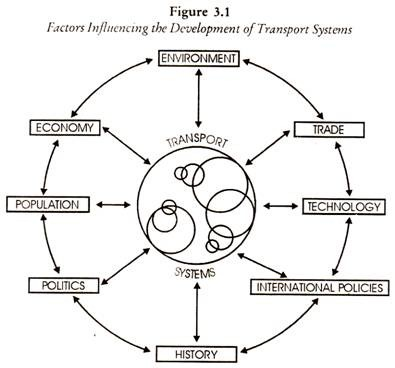 Figure 3.1
Factors Influencing the Development of Transport Systems
ENVIRONMENT
ECONOMY
TRANSPORT
TRADE
POPULATION
TECHNOLOGY
POLITICS
SYSTEMS
INTERNATIONAL POLICIES
HISTORY